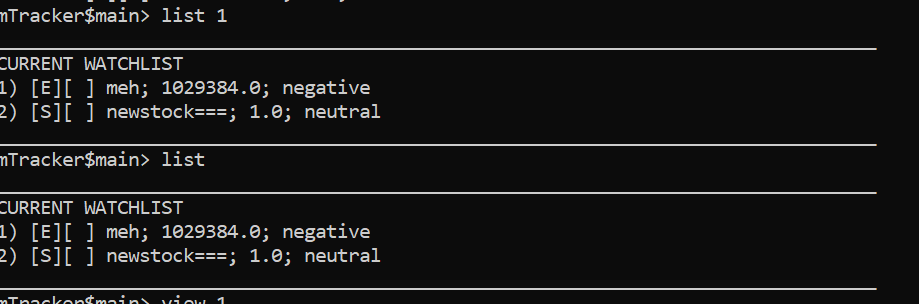 mTracker$main> list 1
CURRENT WATCHLIST
1) [E][ ] meh; 1029384.0; negative
2) [S][ ] newstock===; 1.0; neutral
mTracker$main> list
CURRENT WATCHLIST
1) [E][ ] meh; 1029384.0; negative
2) [S][ ] newstock===; 1.0; neutral
mTracker$main> view 1